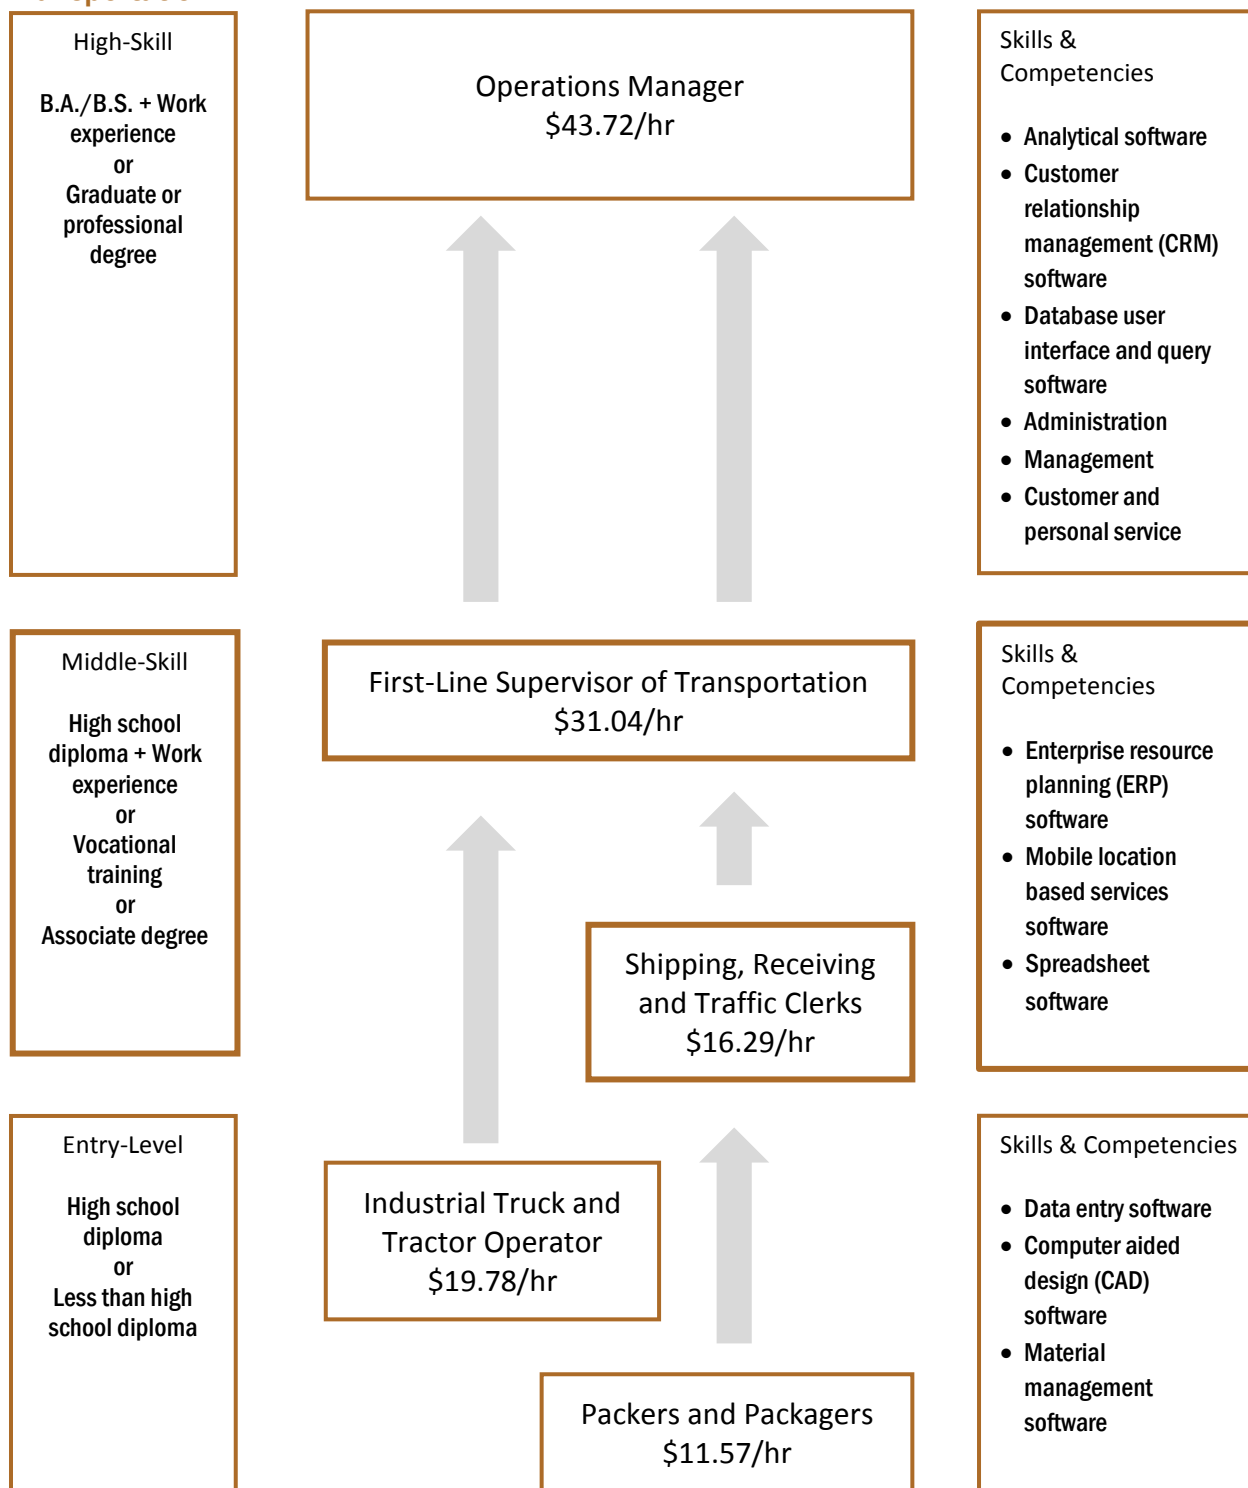 High-Skill
B.A./B.S. + Work
experience
or
Graduate or
professional
degree
Operations Manager
$43.72/hr
Skills &
Competencies
• Analytical software
• Customer
relationship
management (CRM)
software
• Database user
interface and query
software
• Administration
• Management
• Customer and
personal service
Middle-Skill
High school
diploma + Work
experience
or
Vocational
training
or
Associate degree
First-Line Supervisor of Transportation
$31.04/hr
Shipping, Receiving
and Traffic Clerks
$16.29/hr
Skills &
Competencies
• Enterprise resource
planning (ERP)
software
• Mobile location
based services
software
• Spreadsheet
software
Entry-Level
High school
diploma
or
Less than high
school diploma
Industrial Truck and
Tractor Operator
$19.78/hr
Packers and Packagers
$11.57/hr
Skills & Competencies
• Data entry software
• Computer aided
design (CAD)
software
• Material
management
software